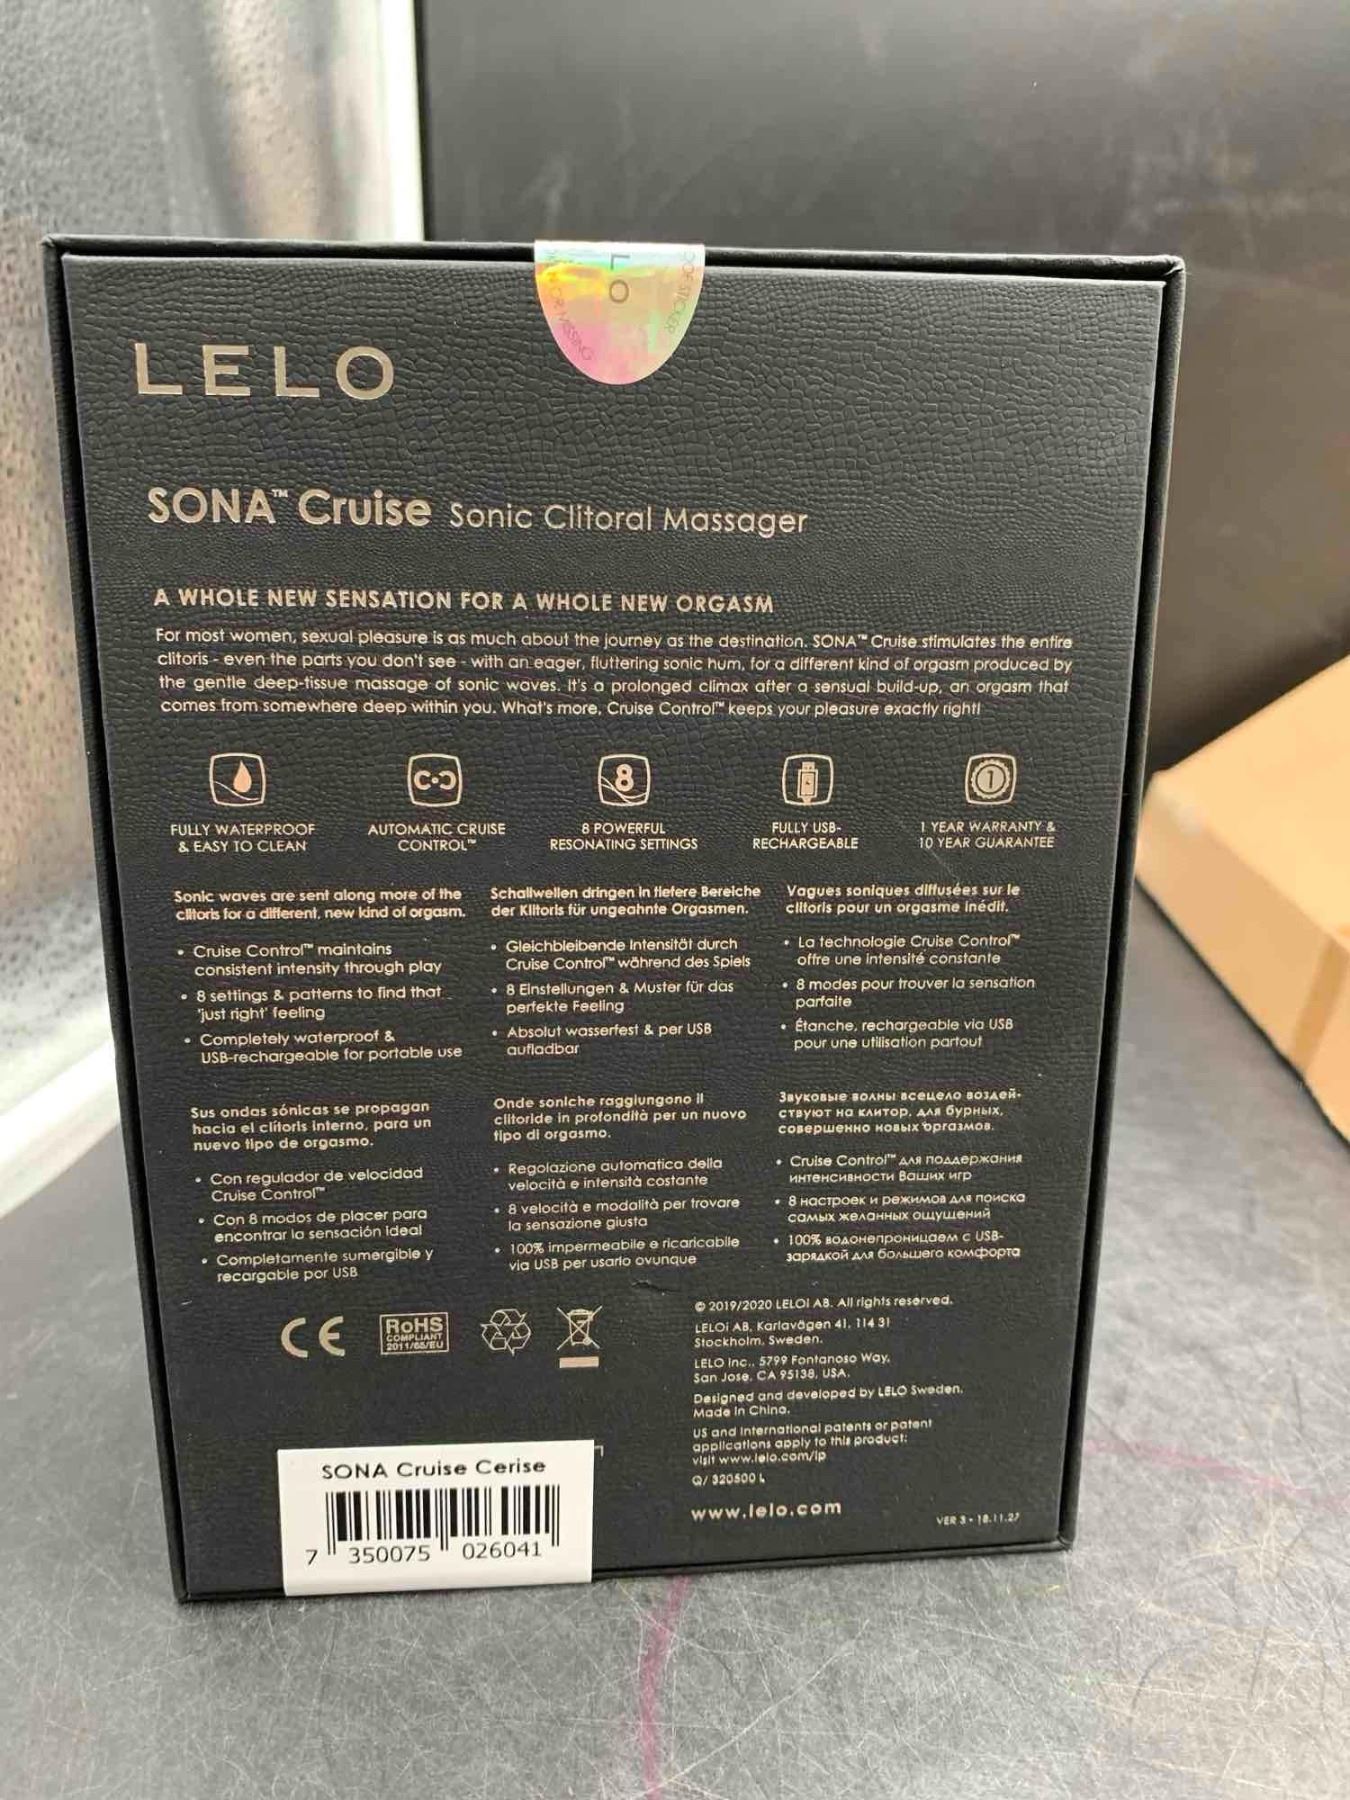 LELO
OOF STICKER
OR MISSING
LELO
SONA™ Cruise Sonic Clitoral Massager
A WHOLE NEW SENSATION FOR A WHOLE NEW ORGASM
For most women, sexual pleasure is as much about the journey as the destination. SONA™ Cruise stimulates the entire
clitoris - even the parts you don't see - with an eager, fluttering sonic hum, for a different kind of orgasm produced by
the gentle deep-tissue massage of sonic waves. It's a prolonged climax after a sensual build-up, an orgasm that
comes from somewhere deep within you. What's more, Cruise Control™ keeps your pleasure exactly right!
8
1
FULLY WATERPROOF
& EASY TO CLEAN
AUTOMATIC CRUISE
CONTROL™
8 POWERFUL
RESONATING SETTINGS
FULLY USB-
RECHARGEABLE
1 YEAR WARRANTY &
10 YEAR GUARANTEE
Sonic waves are sent along more of the
clitoris for a different, new kind of orgasm.
• Cruise Control™ maintains
consistent intensity through play
• 8 settings & patterns to find that
'just right' feeling
• Completely waterproof &
USB-rechargeable for portable use
Schallwellen dringen in tiefere Bereiche
der Klitoris für ungeahnte Orgasmen.
• Gleichbleibende Intensität durch
Cruise Control™ während des Spiels
• 8 Einstellungen & Muster für das
perfekte Feeling
• Absolut wasserfest & per USB
aufladbar
Vagues soniques diffusées sur le
clitoris pour un orgasme inédit.
• La technologie Cruise Control™
offre une intensité constante
• 8 modes pour trouver la sensation
parfaite
• Étanche, rechargeable via USB
pour une utilisation partout
Sus ondas sónicas se propagan
hacia el clítoris interno, para un
nuevo tipo de orgasmo.
• Con regulador de velocidad
Cruise Control™
• Con 8 modos de placer para
encontrar la sensación ideal
• Completamente sumergible y
recargable por USB
Onde soniche raggiungono il
clitoride in profondità per un nuovo
tipo di orgasmo.
• Regolazione automatica della
velocità e intensità costante
• 8 velocità e modalità per trovare
la sensazione giusta
• 100% impermeabile e ricaricabile
via USB per usarlo ovunque
Звуковые волны всецело воздей-
ствуют на клитор, для бурных,
совершенно новых оргазмов.
• Cruise Control™ для поддержания
интенсивности Ваших игр
• 8 настроек и режимов для поиска
самых желанных ощущений
• 100% водонепроницаем с USB-
зарядкой для большего комфорта
CE
RoHS
COMPLIANT
2011/65/EU
© 2019/2020 LELOi AB. All rights reserved.
LELOi AB, Karlavägen 41, 114 31
Stockholm, Sweden.
LELO Inc., 5799 Fontanoso Way,
San Jose, CA 95138, USA.
Designed and developed by LELO Sweden.
Made in China.
US and International patents or patent
applications apply to this product:
visit www.lelo.com/ip
Q/ 320500 L
www.lelo.com
VER 3 - 18.11.27
SONA Cruise Cerise
7 350075 026041